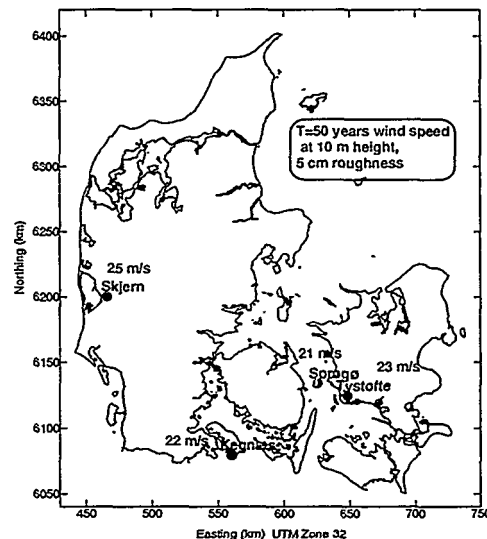 6400
6350
T=50 years wind speed
at 10 m height,
5 cm roughness
6300
Northing (km)
6250
25 m/s
Skjern
6200
6150
21 m/s
23 m/s
Sprogø
Tystofte
6100
22 m/s Kegnæs
6050
450 500 550 600 650 700 750
Easting (km) UTM Zone 32